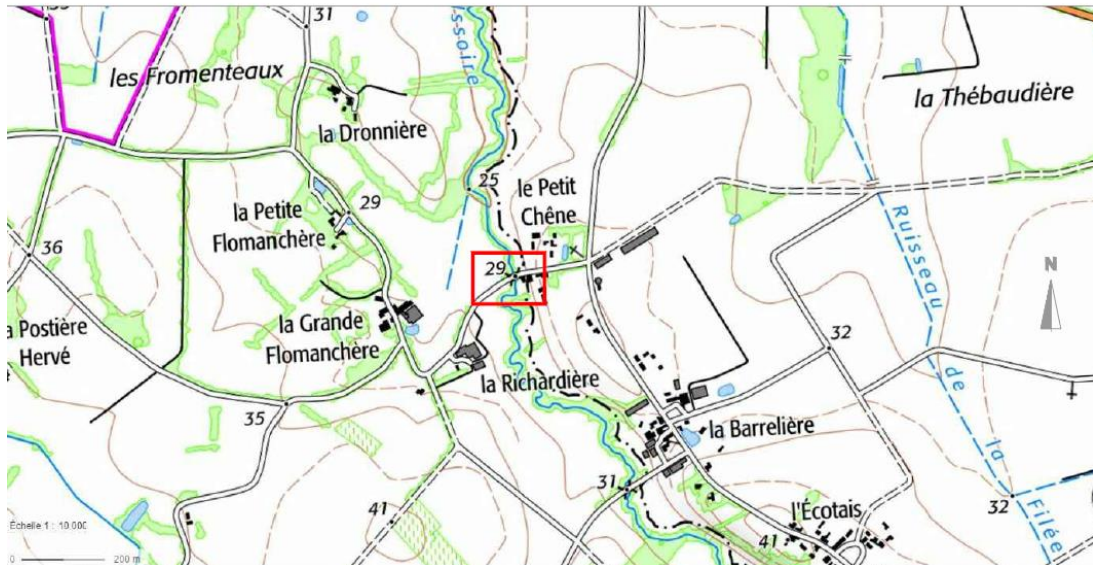 31
les Fromenteaux
ssoire
la Thébaudière
la Dronnière
25
le Petit
Chêne
la Petite
Flomanchère
29
Ruisseau
de
la
Filée
36
29
N
a Postière
Hervé
la Grande
Flomanchère
32
la Richardière
35
la Barrelière
31
41
l'Écotais
32
41
Échelle 1 : 10 000
0 200 m